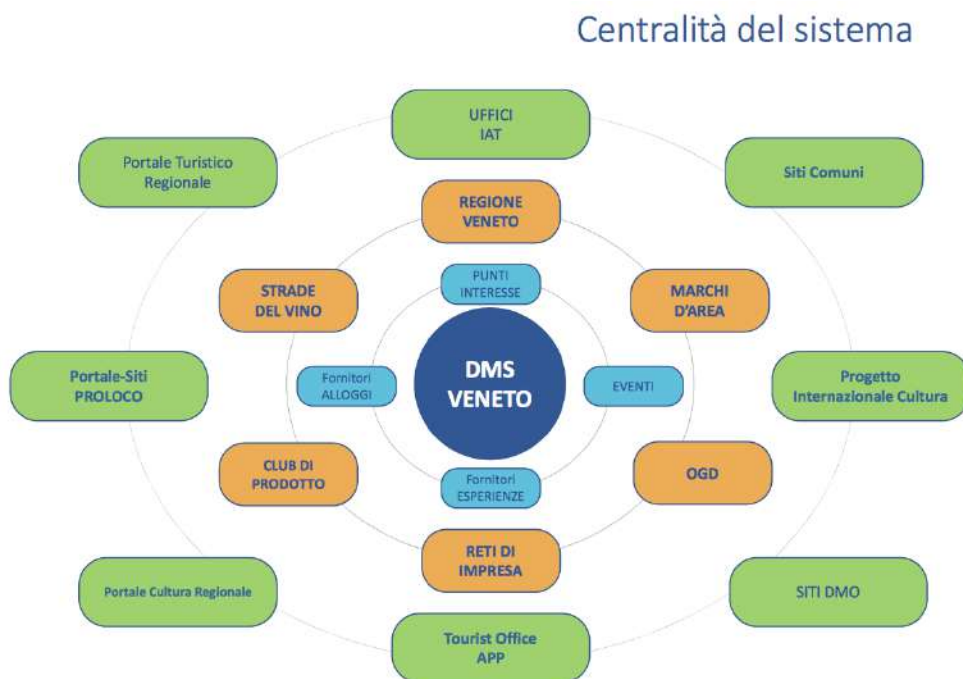 Centralità del sistema
UFFICI
IAT
Portale Turistico
Regionale
Siti Comuni
REGIONE
VENETO
PUNTI
INTERESSE
STRADE
DEL VINO
MARCHI
D'AREA
DMS
VENETO
Portale-Siti
PROLOCO
Fornitori
ALLOGGI
EVENTI
Progetto
Internazionale Cultura
CLUB DI
PRODOTTO
Fornitori
ESPERIENZE
OGD
RETI DI
IMPRESA
Portale Cultura Regionale
SITI DMO
Tourist Office
APP